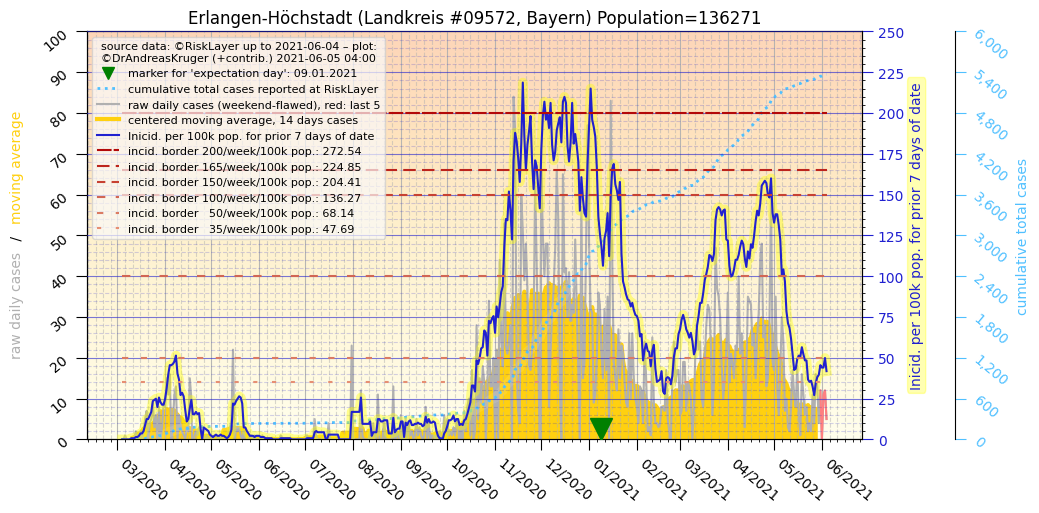 Erlangen-Höchstadt (Landkreis #09572, Bayern) Population=136271
source data: ©RiskLayer up to 2021-06-04 – plot:
©DrAndreasKruger (+contrib.) 2021-06-05 04:00
marker for 'expectation day': 09.01.2021
cumulative total cases reported at RiskLayer
raw daily cases (weekend-flawed), red: last 5
centered moving average, 14 days cases
Inicid. per 100k pop. for prior 7 days of date
incid. border 200/week/100k pop.: 272.54
incid. border 165/week/100k pop.: 224.85
incid. border 150/week/100k pop.: 204.41
incid. border 100/week/100k pop.: 136.27
incid. border   50/week/100k pop.: 68.14
incid. border   35/week/100k pop.: 47.69
raw daily cases / moving average
100
90
80
70
60
50
40
30
20
10
0
03/2020
04/2020
05/2020
06/2020
07/2020
08/2020
09/2020
10/2020
11/2020
12/2020
01/2021
02/2021
03/2021
04/2021
05/2021
06/2021
250
225
200
175
150
125
100
75
50
25
0
Inicid. per 100k pop. for prior 7 days of date
6,000
5,400
4,800
4,200
3,600
3,000
2,400
1,800
1,200
600
0
cumulative total cases